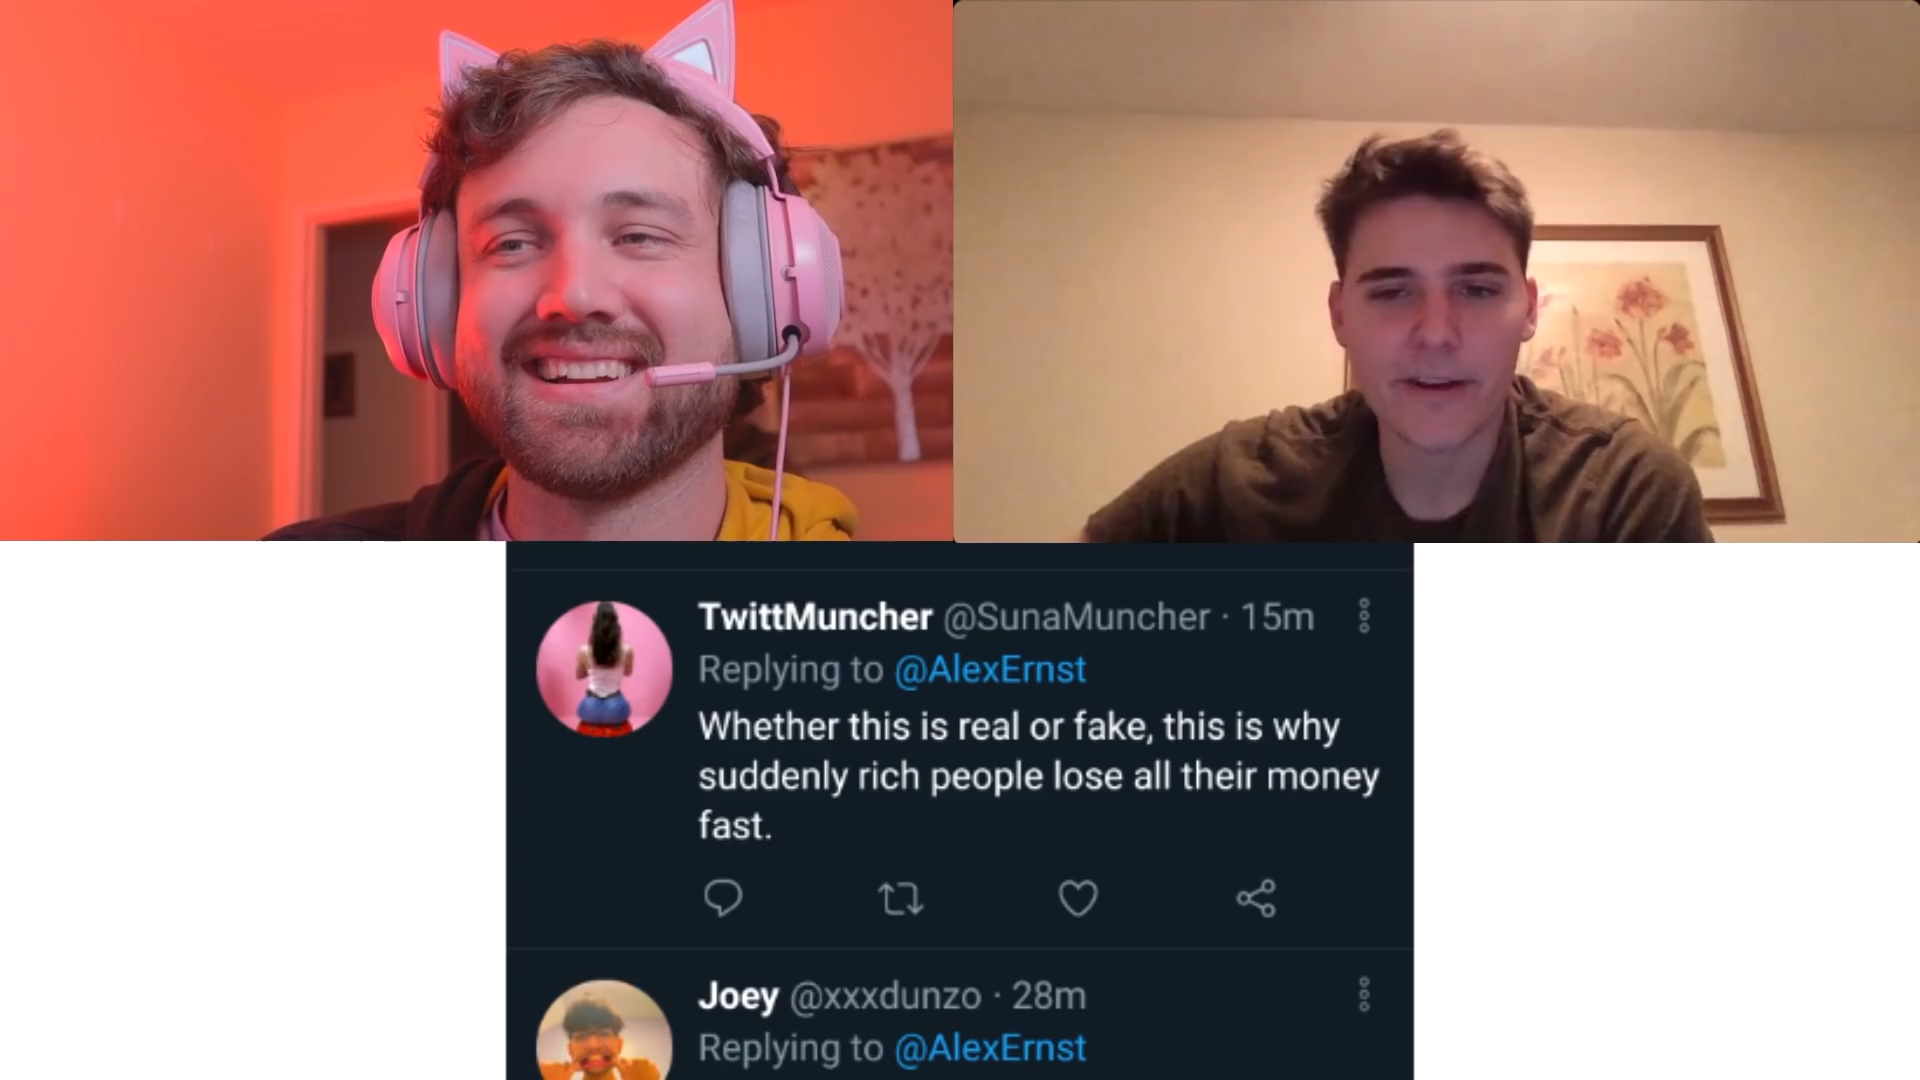 TwittMuncher @SunaMuncher · 15m
Replying to @AlexErnst
Whether this is real or fake, this is why
suddenly rich people lose all their money
fast.
Joey @xxxdunzo · 28m
Replying to @AlexErnst